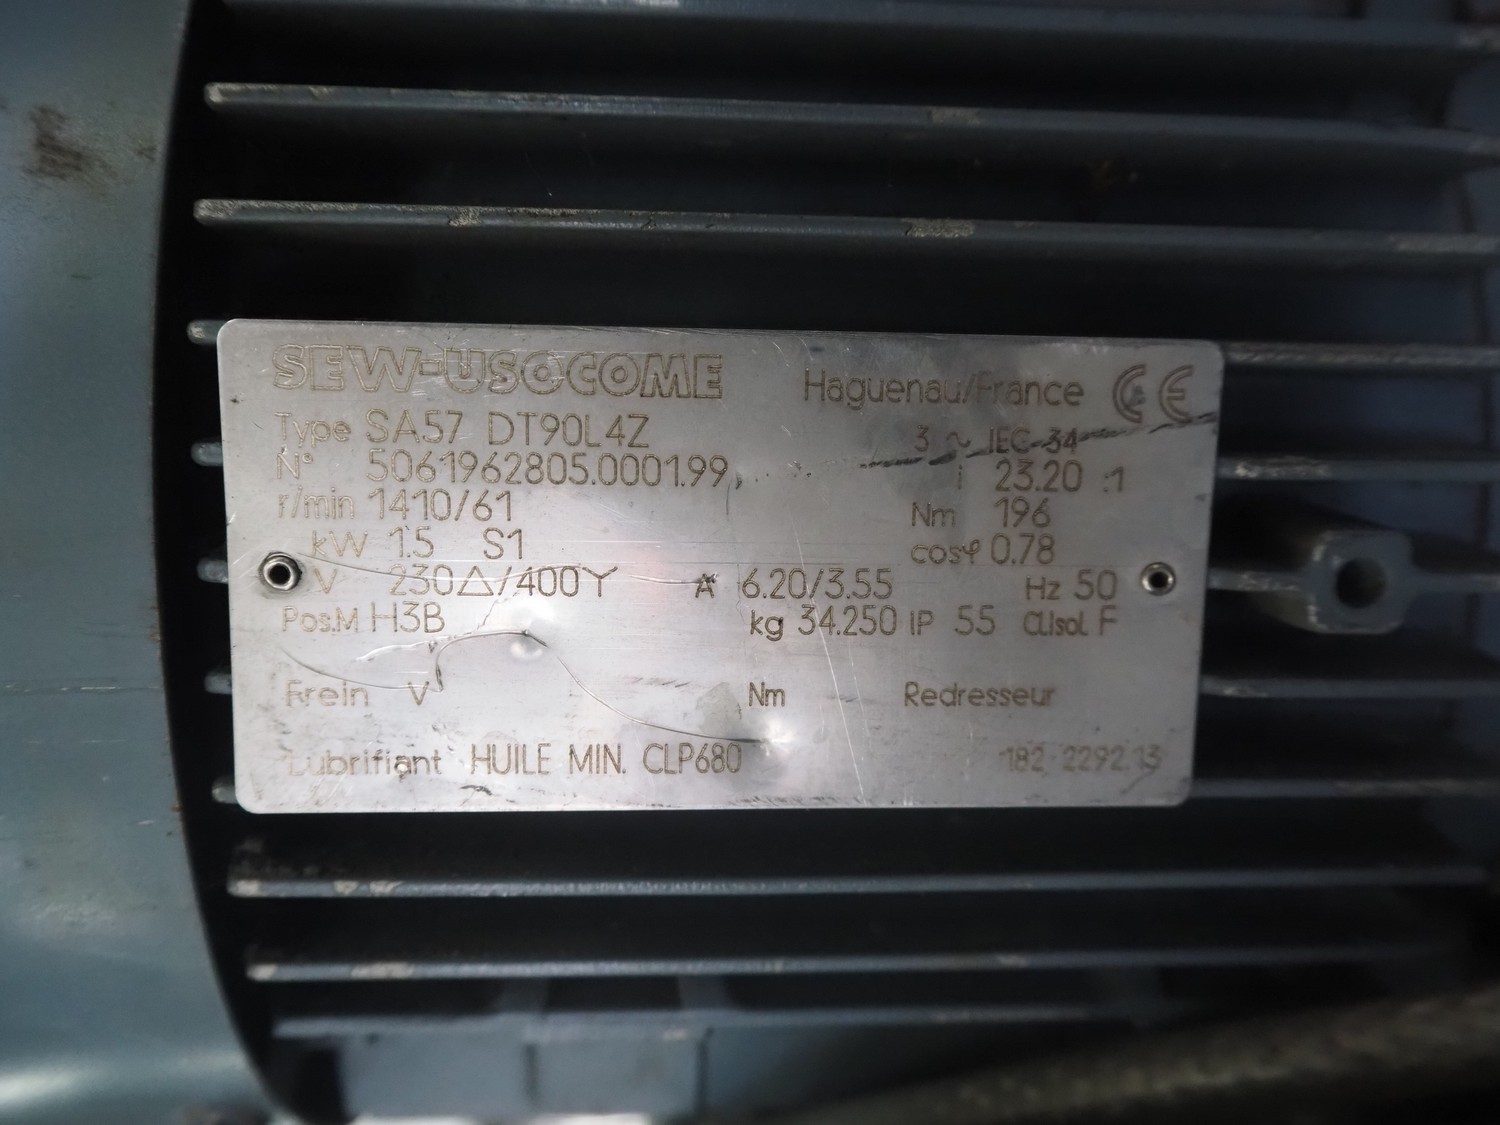 SEW-USOCOME Haguenau/France CE
Type SA57 DT90L4Z 3 ~ IEC 34
N° 5061962805.0001.99 i 23.20 :1
r/min 1410/61 Nm 196
kW 1.5 S1 cosφ 0.78
V 230△/400Y A 6.20/3.55 Hz 50
Pos.M H3B kg 34.250 IP 55 Cl.Isol F
Frein V Nm Redresseur
Lubrifiant HUILE MIN. CLP680 182 2292.13